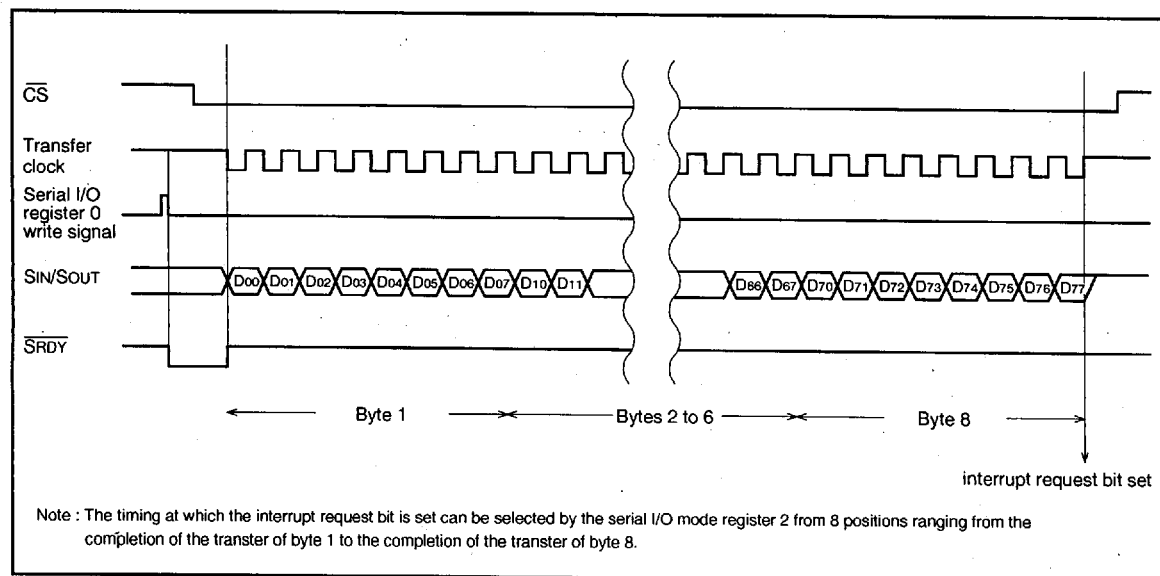 C̅S̅
Transfer
clock
Serial I/O
register 0
write signal
SIN/SOUT
D00 D01 D02 D03 D04 D05 D06 D07 D10 D11 D66 D67 D70 D71 D72 D73 D74 D75 D76 D77
S̅R̅D̅Y̅
Byte 1
Bytes 2 to 6
Byte 8
interrupt request bit set
Note : The timing at which the interrupt request bit is set can be selected by the serial I/O mode register 2 from 8 positions ranging from the
completion of the transter of byte 1 to the completion of the transter of byte 8.